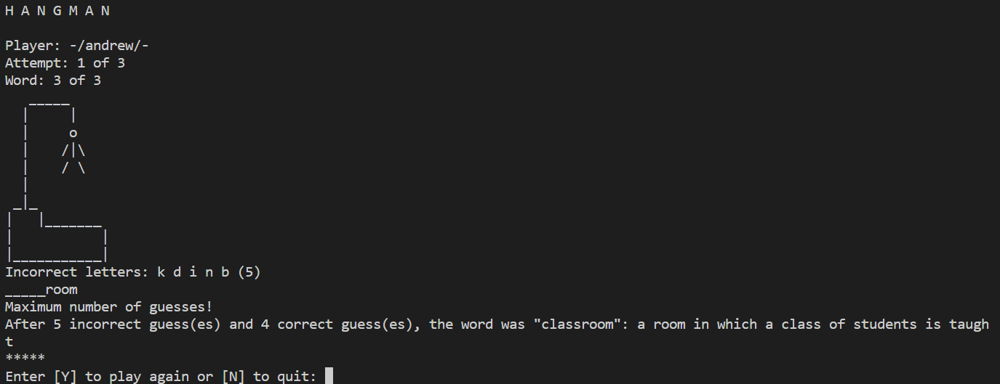 H A N G M A N
Player: -/andrew/-
Attempt: 1 of 3
Word: 3 of 3
   _____
  |     |
  |     o
  |    /|\
  |    / \
  |
 _|_
|   |_______
|           |
|___________|
Incorrect letters: k d i n b (5)
_____room
Maximum number of guesses!
After 5 incorrect guess(es) and 4 correct guess(es), the word was "classroom": a room in which a class of students is taugh
t
*****
Enter [Y] to play again or [N] to quit: